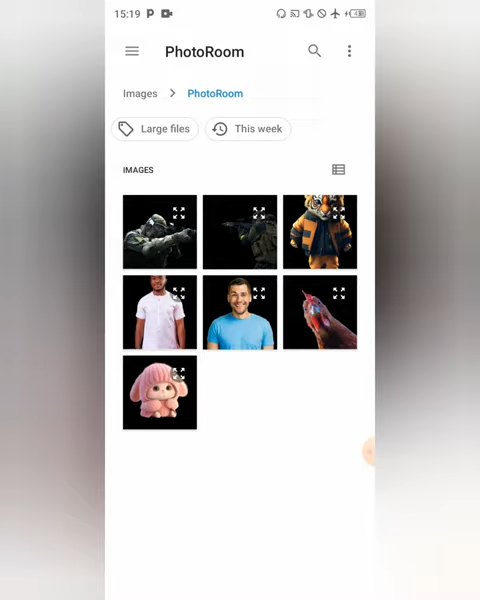 15:19
PhotoRoom
Images > PhotoRoom
Large files
This week
IMAGES